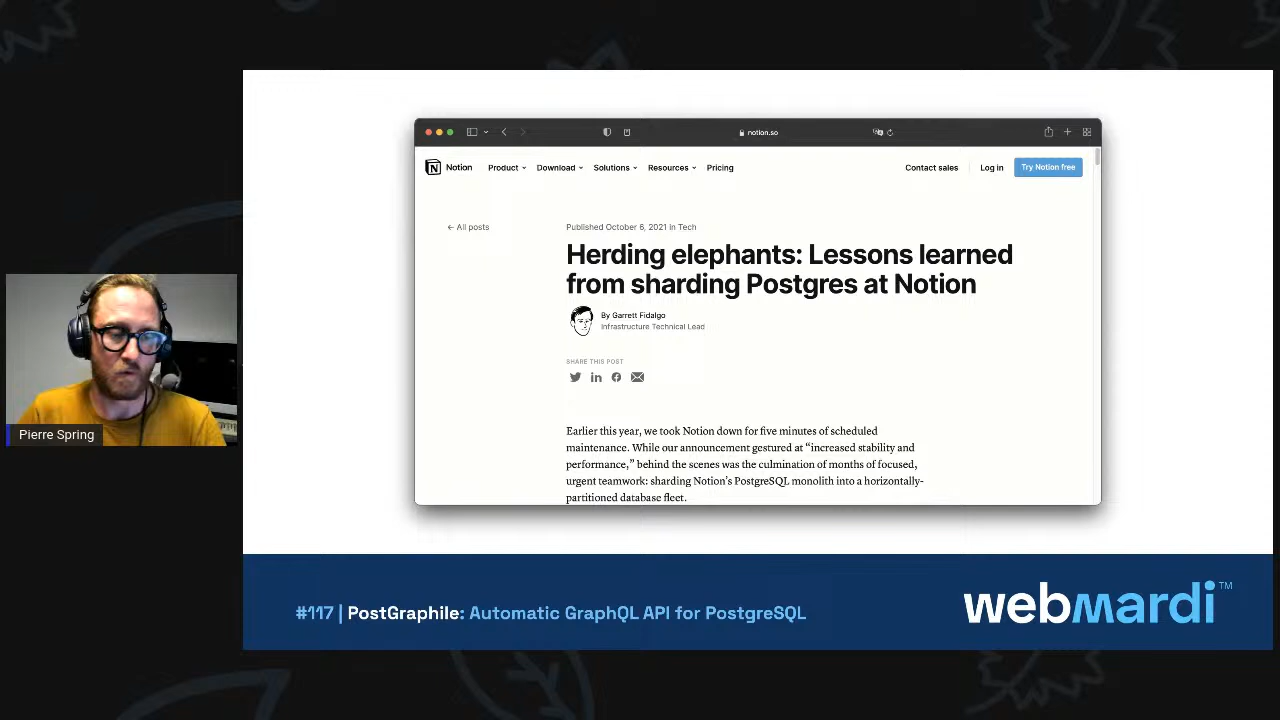 notion.so
Notion Product Download Solutions Resources Pricing Contact sales Log in Try Notion free
← All posts
Published October 6, 2021 in Tech
Herding elephants: Lessons learned
from sharding Postgres at Notion
By Garrett Fidalgo
Infrastructure Technical Lead
SHARE THIS POST
Earlier this year, we took Notion down for five minutes of scheduled
maintenance. While our announcement gestured at “increased stability and
performance,” behind the scenes was the culmination of months of focused,
urgent teamwork: sharding Notion’s PostgreSQL monolith into a horizontally-
partitioned database fleet.
Pierre Spring
#117 | PostGraphile: Automatic GraphQL API for PostgreSQL
webmardi™